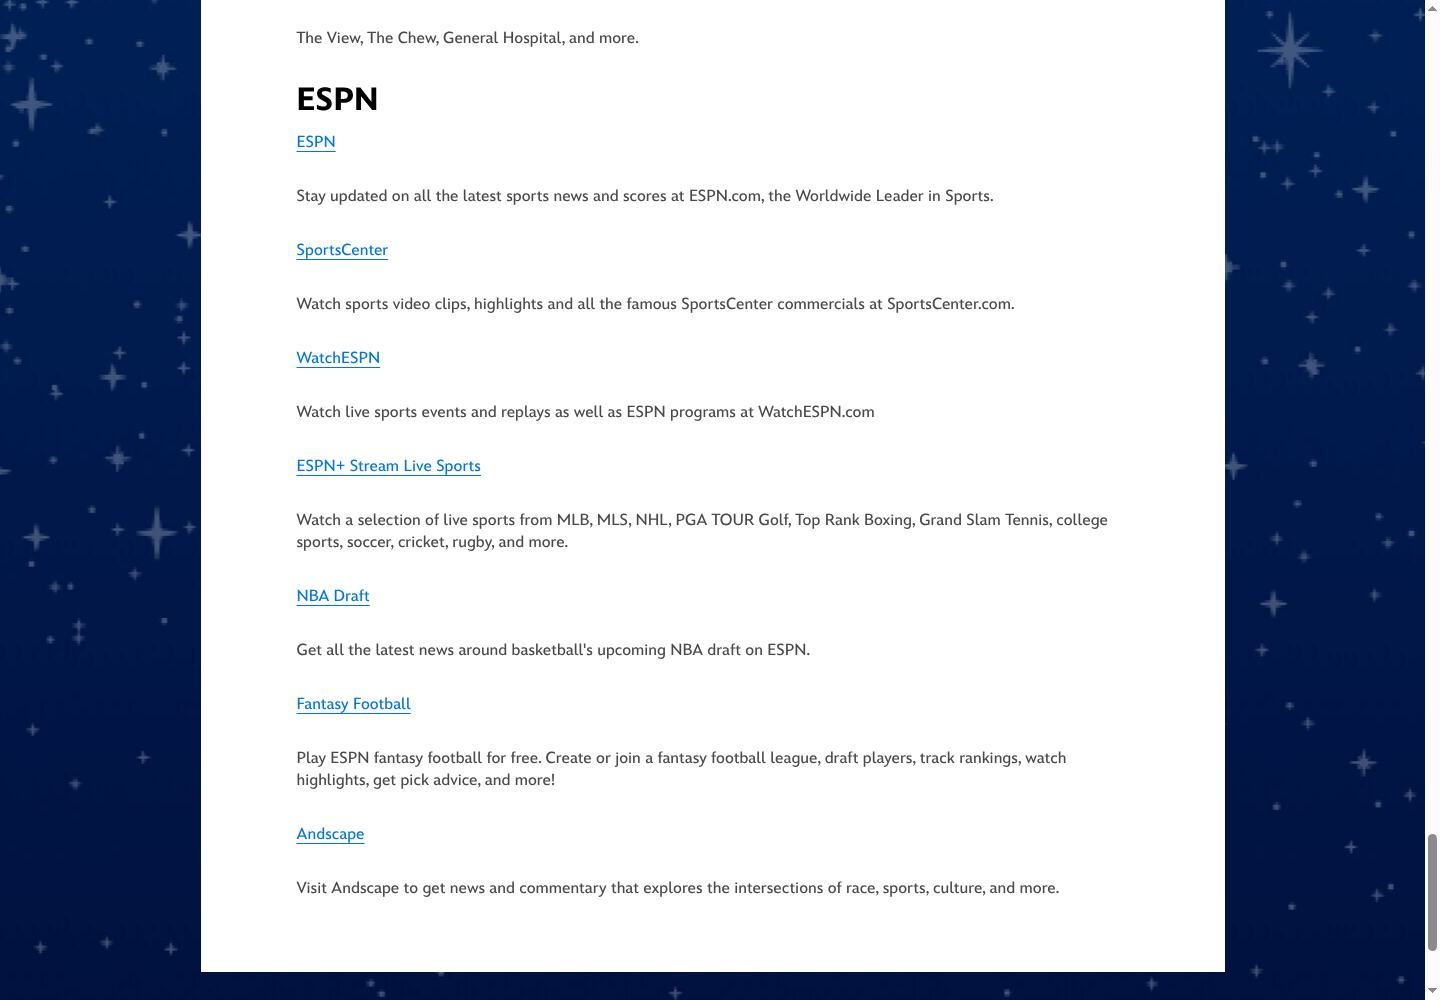 The View, The Chew, General Hospital, and more.
ESPN
ESPN
Stay updated on all the latest sports news and scores at ESPN.com, the Worldwide Leader in Sports.
SportsCenter
Watch sports video clips, highlights and all the famous SportsCenter commercials at SportsCenter.com.
WatchESPN
Watch live sports events and replays as well as ESPN programs at WatchESPN.com
ESPN+ Stream Live Sports
Watch a selection of live sports from MLB, MLS, NHL, PGA TOUR Golf, Top Rank Boxing, Grand Slam Tennis, college
sports, soccer, cricket, rugby, and more.
NBA Draft
Get all the latest news around basketball's upcoming NBA draft on ESPN.
Fantasy Football
Play ESPN fantasy football for free. Create or join a fantasy football league, draft players, track rankings, watch
highlights, get pick advice, and more!
Andscape
Visit Andscape to get news and commentary that explores the intersections of race, sports, culture, and more.